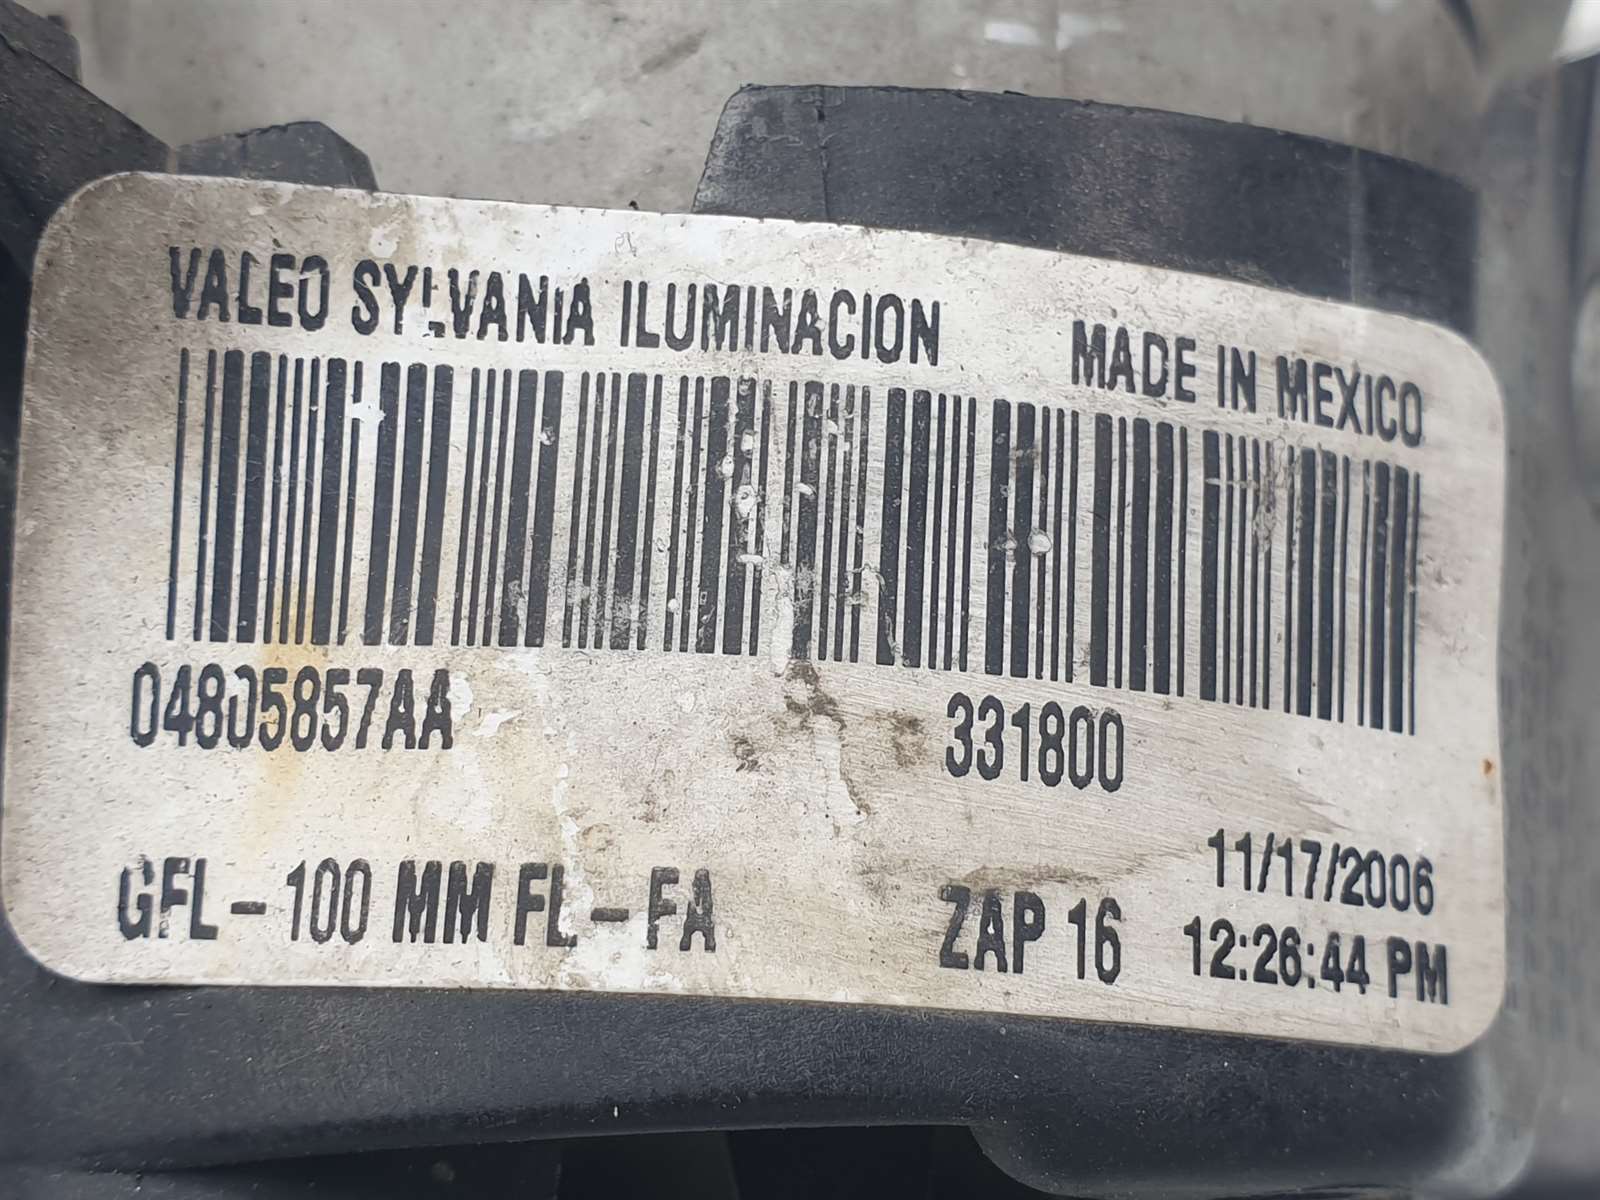 VALEO SYLVANIA ILUMINACION MADE IN MEXICO
04805857AA 331800
GFL - 100 MM FL - FA ZAP 16 11/17/2006
12:26:44 PM